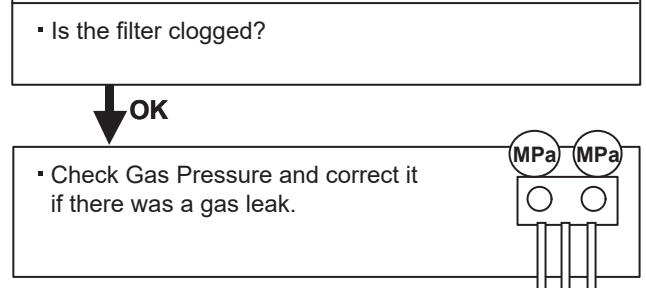 ▪ Is the filter clogged?
OK
▪ Check Gas Pressure and correct it
if there was a gas leak.
MPa MPa